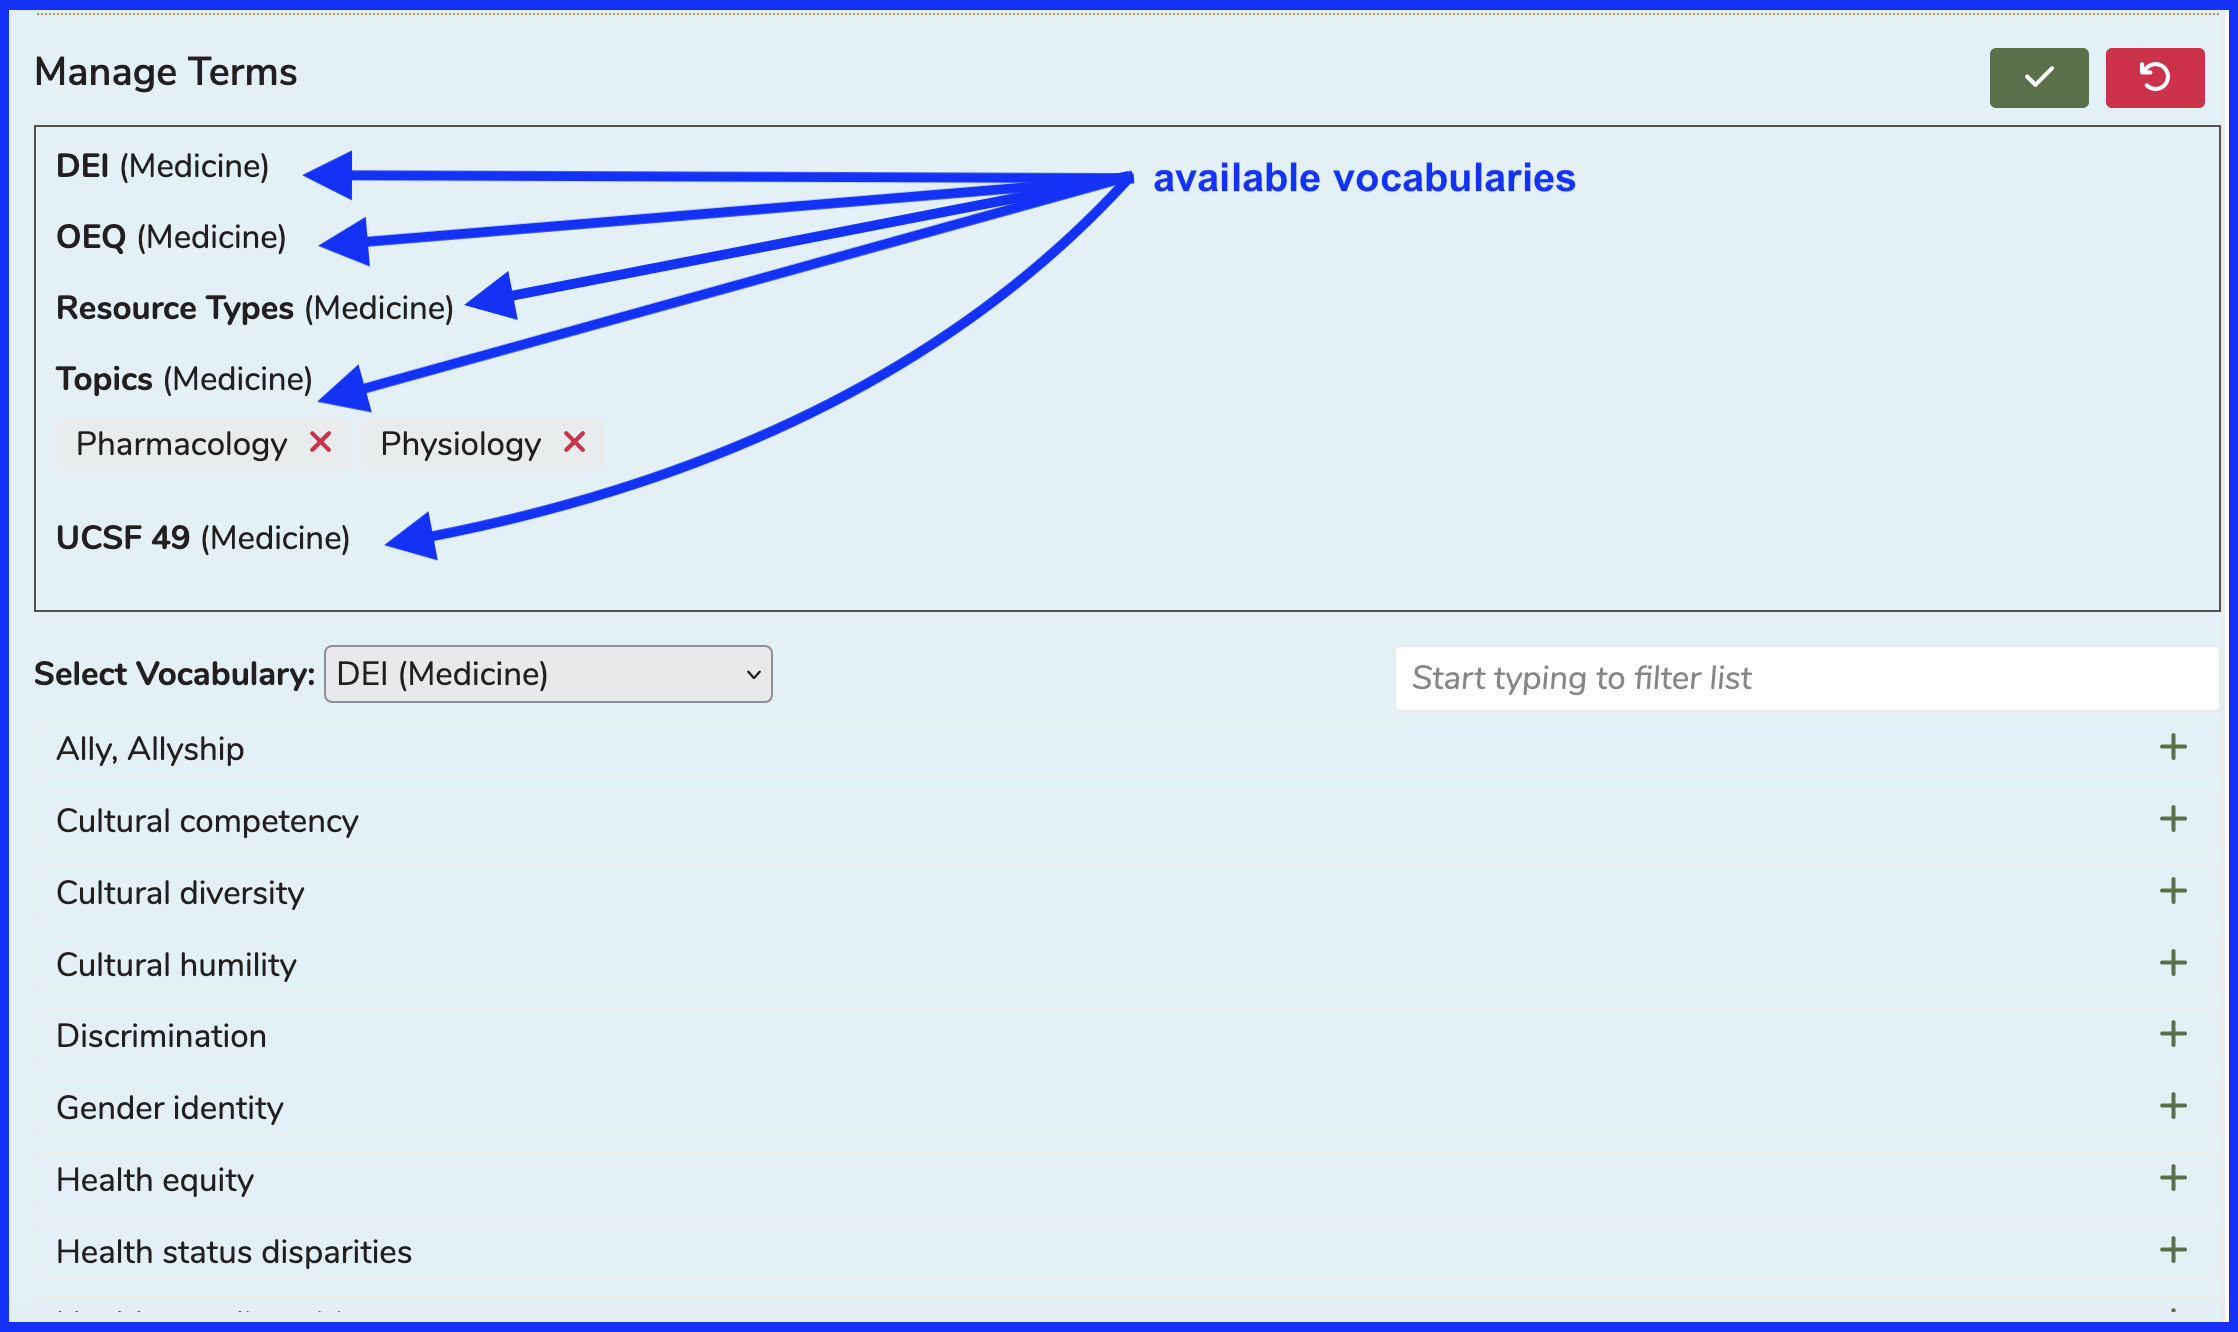 Manage Terms
DEI (Medicine)
available vocabularies
OEQ (Medicine)
Resource Types (Medicine)
Topics (Medicine)
Pharmacology Physiology
UCSF 49 (Medicine)
Select Vocabulary: DEI (Medicine) Start typing to filter list
Ally, Allyship
Cultural competency
Cultural diversity
Cultural humility
Discrimination
Gender identity
Health equity
Health status disparities